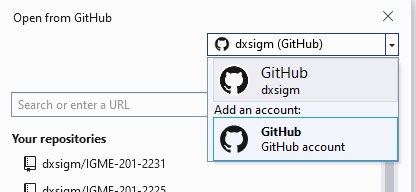 Open from GitHub
dxsigm (GitHub)
GitHub
dxsigm
Add an account:
GitHub
GitHub account
Search or enter a URL
Your repositories
dxsigm/IGME-201-2231
dxsigm/IGME-201-2225